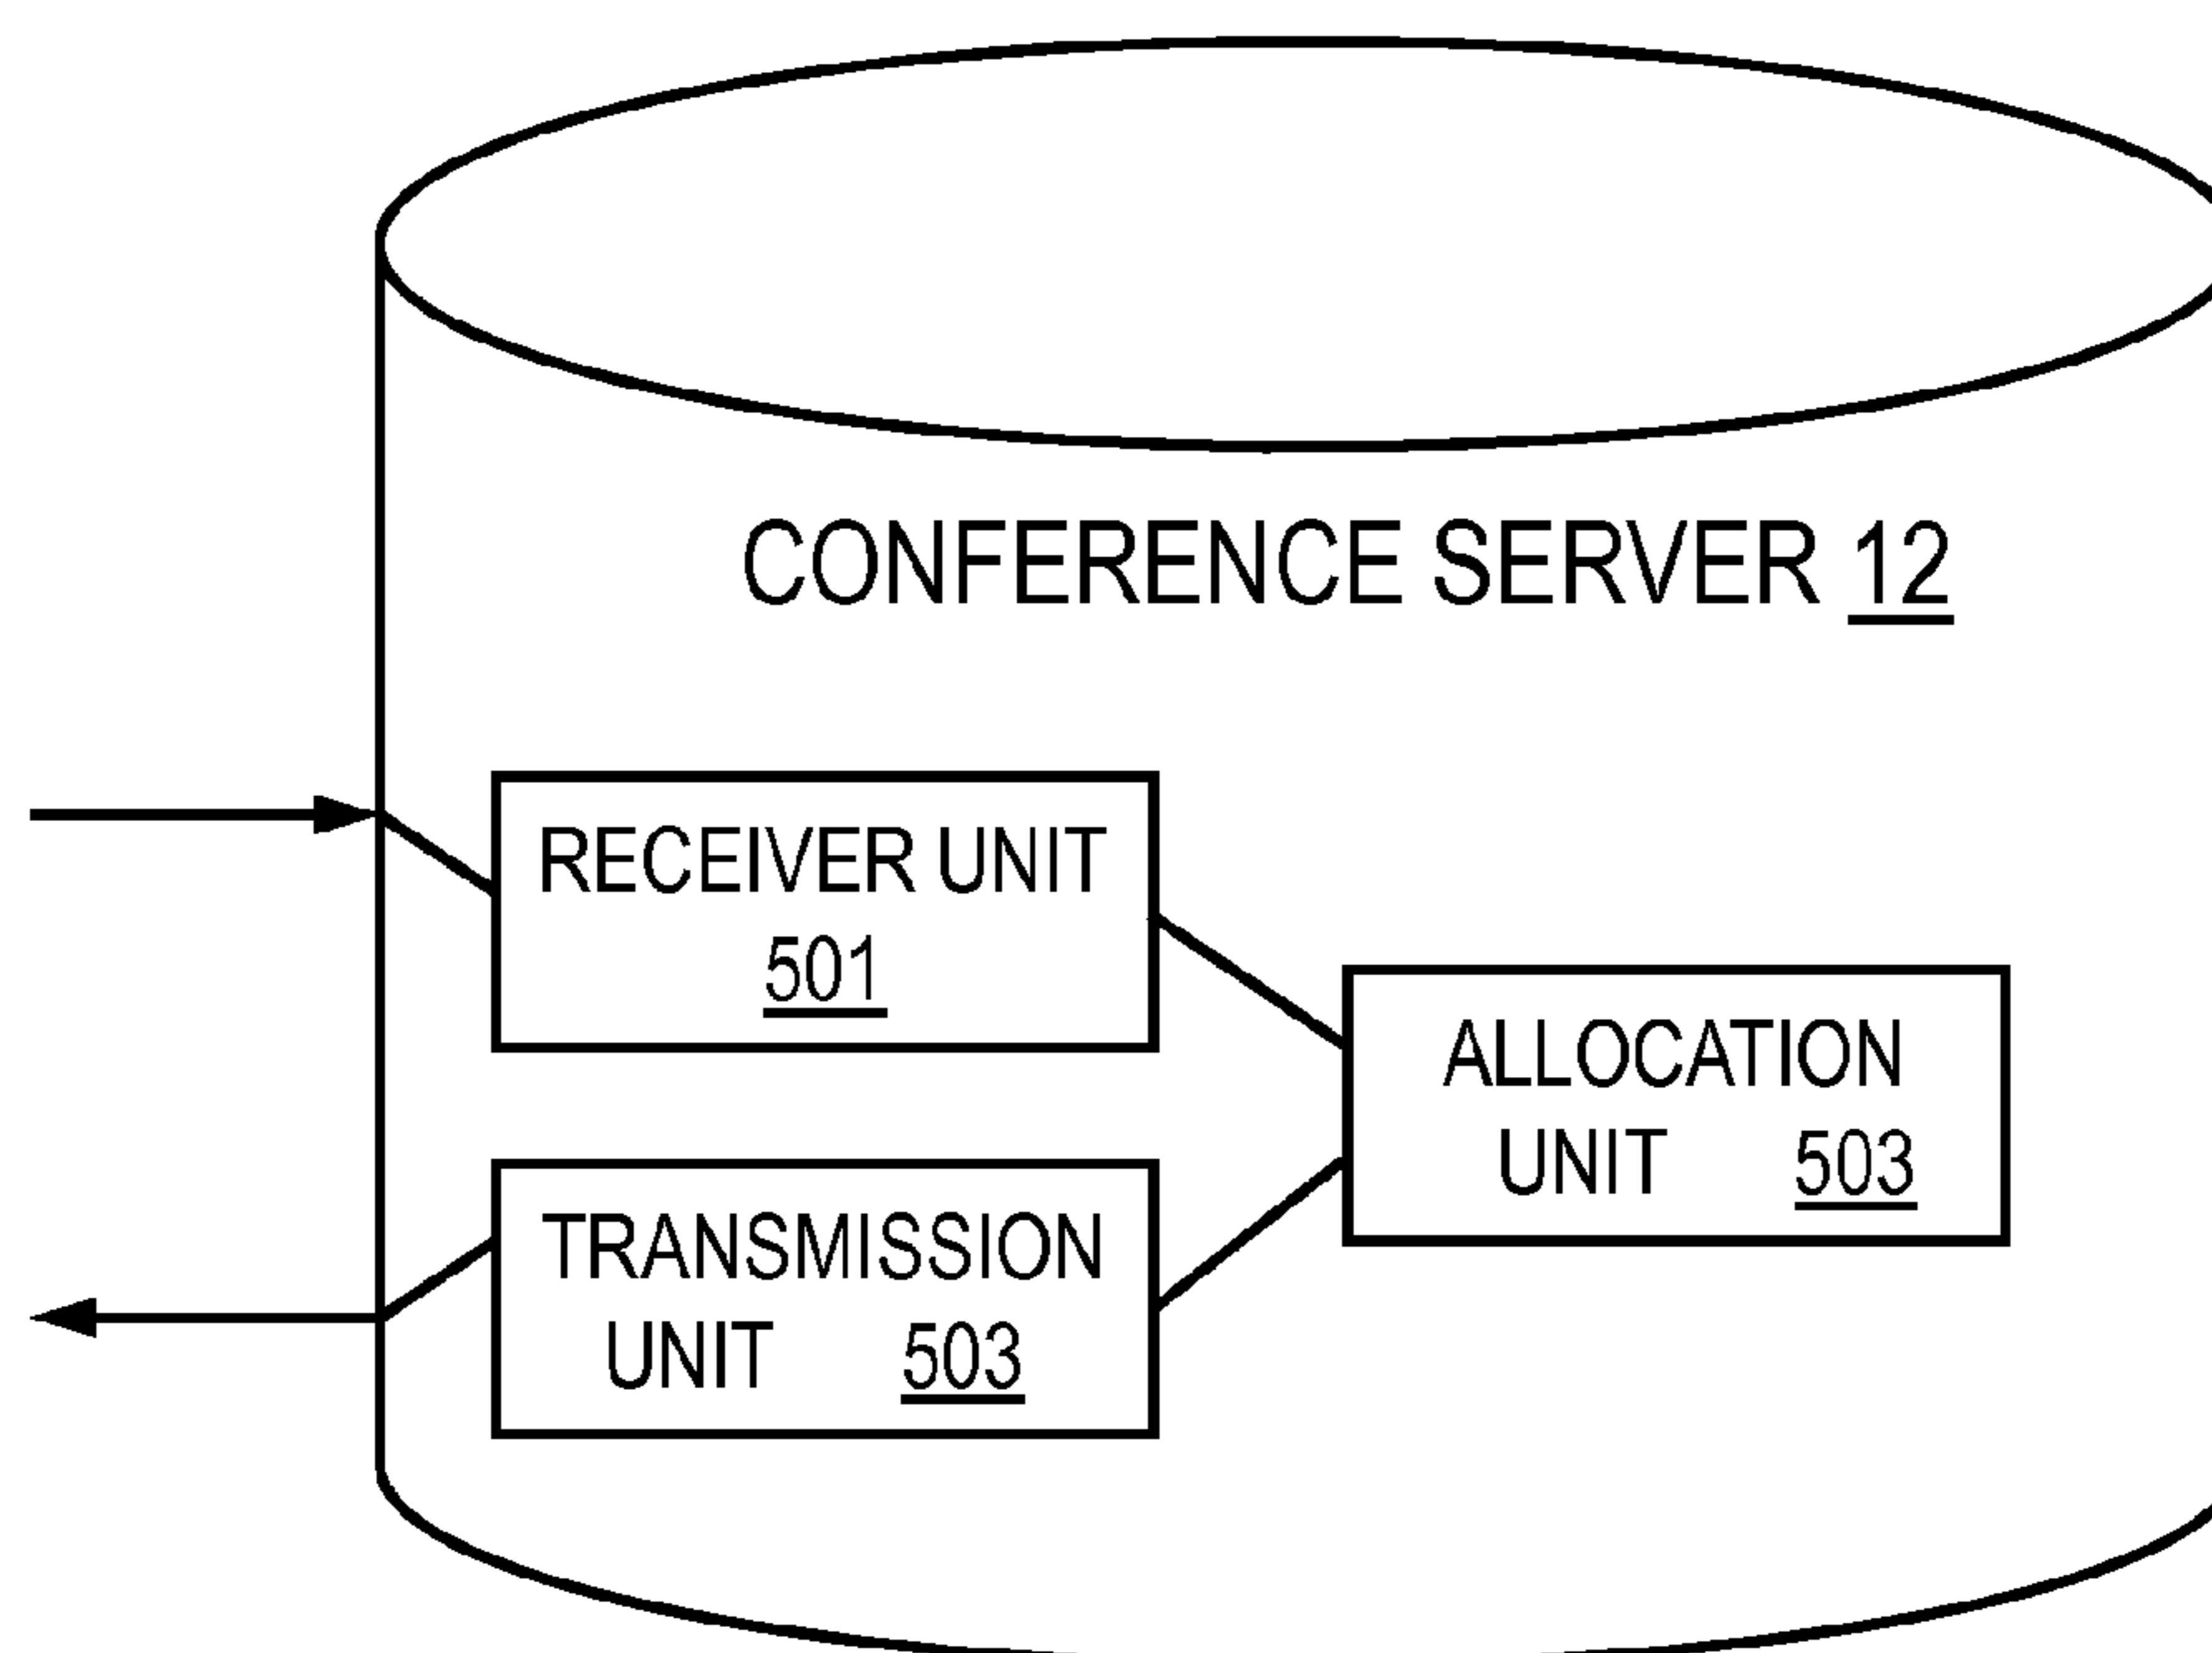 CONFERENCE SERVER 12
RECEIVER UNIT
501
ALLOCATION
UNIT 503
TRANSMISSION
UNIT 503